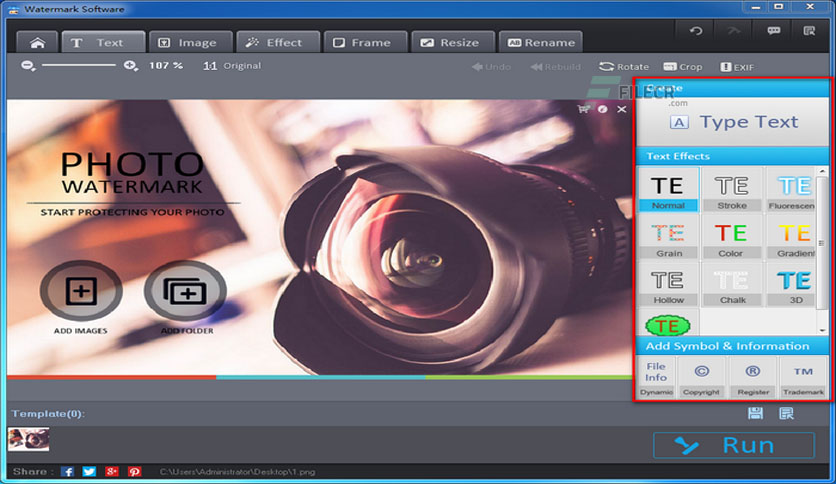 Watermark Software
Text
Image
Effect
Frame
Resize
AB Rename
107 %
1:1 Original
Undo
Rebuild
Rotate
Crop
EXIF
FILECR
.com
Create
A Type Text
PHOTO
WATERMARK
START PROTECTING YOUR PHOTO
ADD IMAGES
ADD FOLDER
Text Effects
TE TE TE
Normal Stroke Fluorescen
TE TE TE
Grain Color Gradient
TE TE TE
Hollow Chalk 3D
TE
Add Symbol & Information
File Info © ® TM
Dynamic Copyright Register Trademark
Template(0):
Run
Share :
C:\Users\Administrator\Desktop\1.png